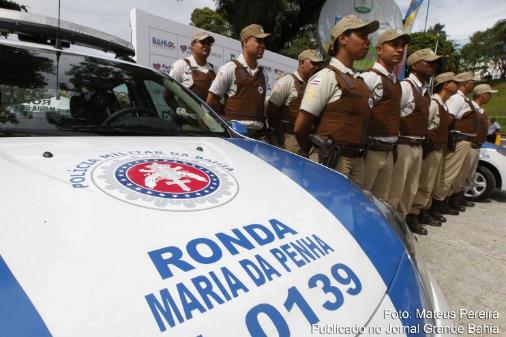 BAHIA
POLÍCIA MILITAR DA BAHIA
RONDA
MARIA DA PENHA
0139
Foto: Mateus Pereira
Publicado no Jornal Grande Bahia